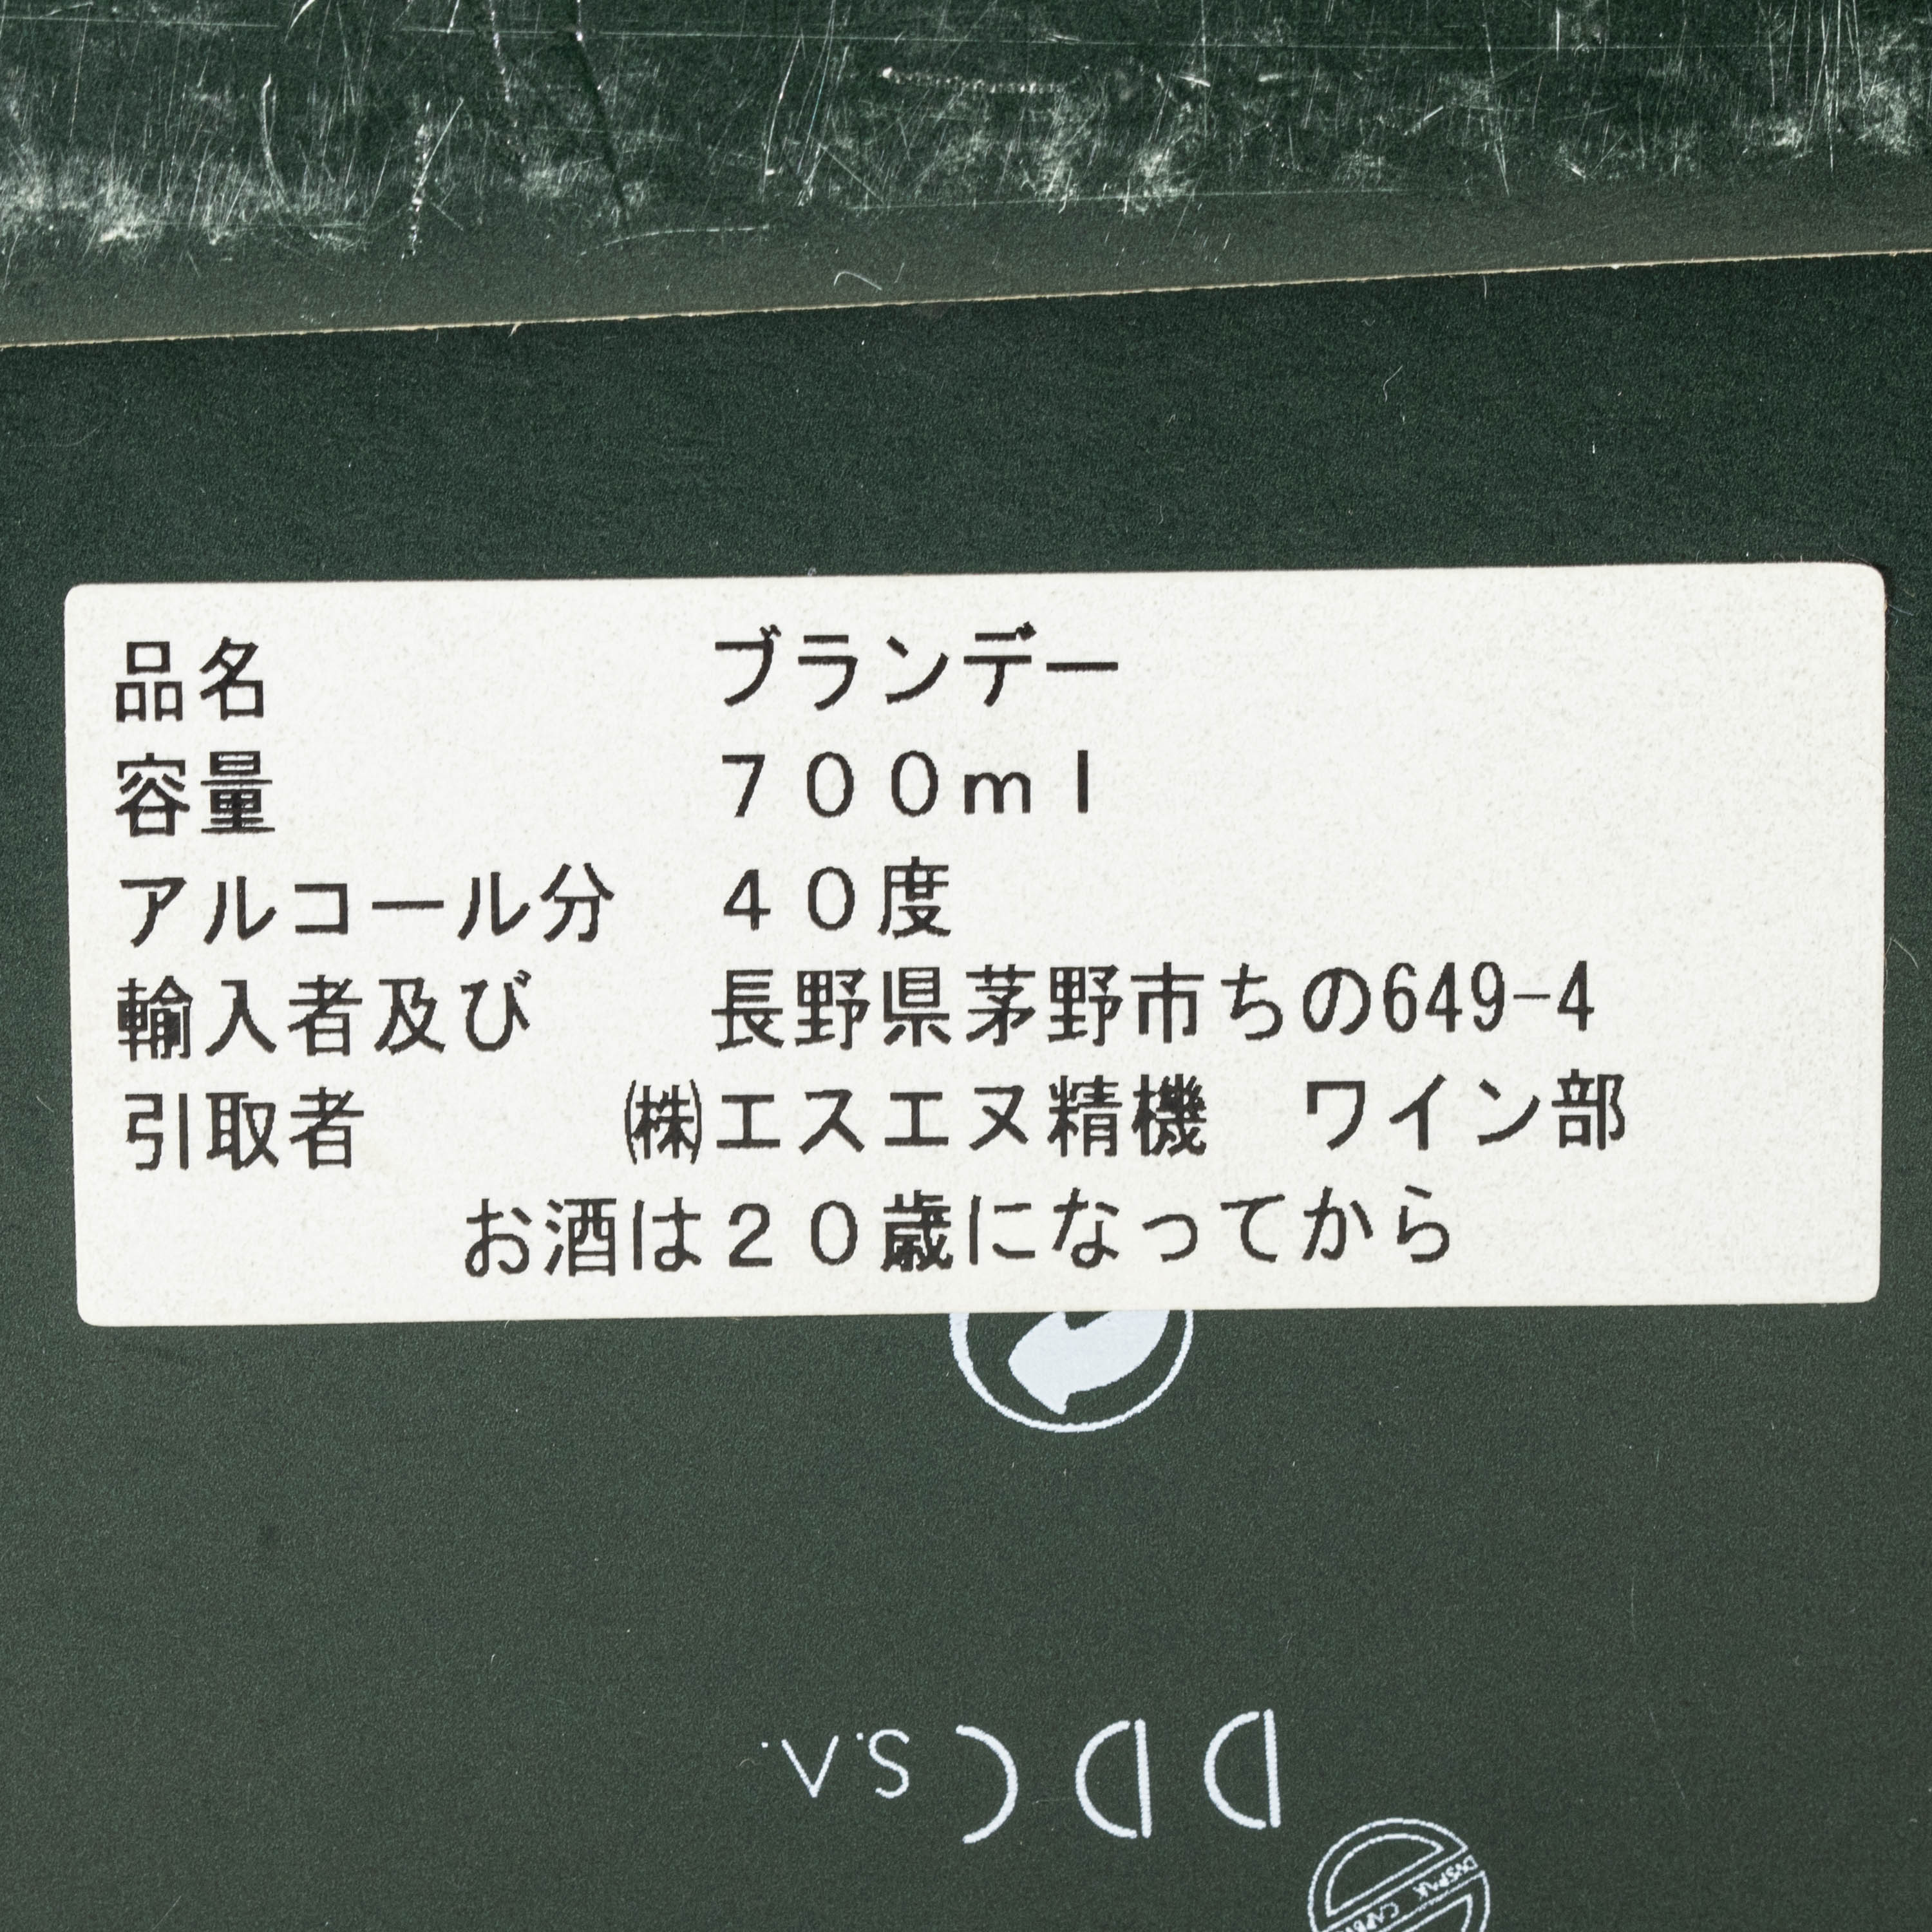 品名 ブランデー
容量 700ml
アルコール分 40度
輸入者及び 長野県茅野市ちの649-4
引取者 ㈱エスエヌ精機 ワイン部
お酒は20歳になってから
DDC S.A.